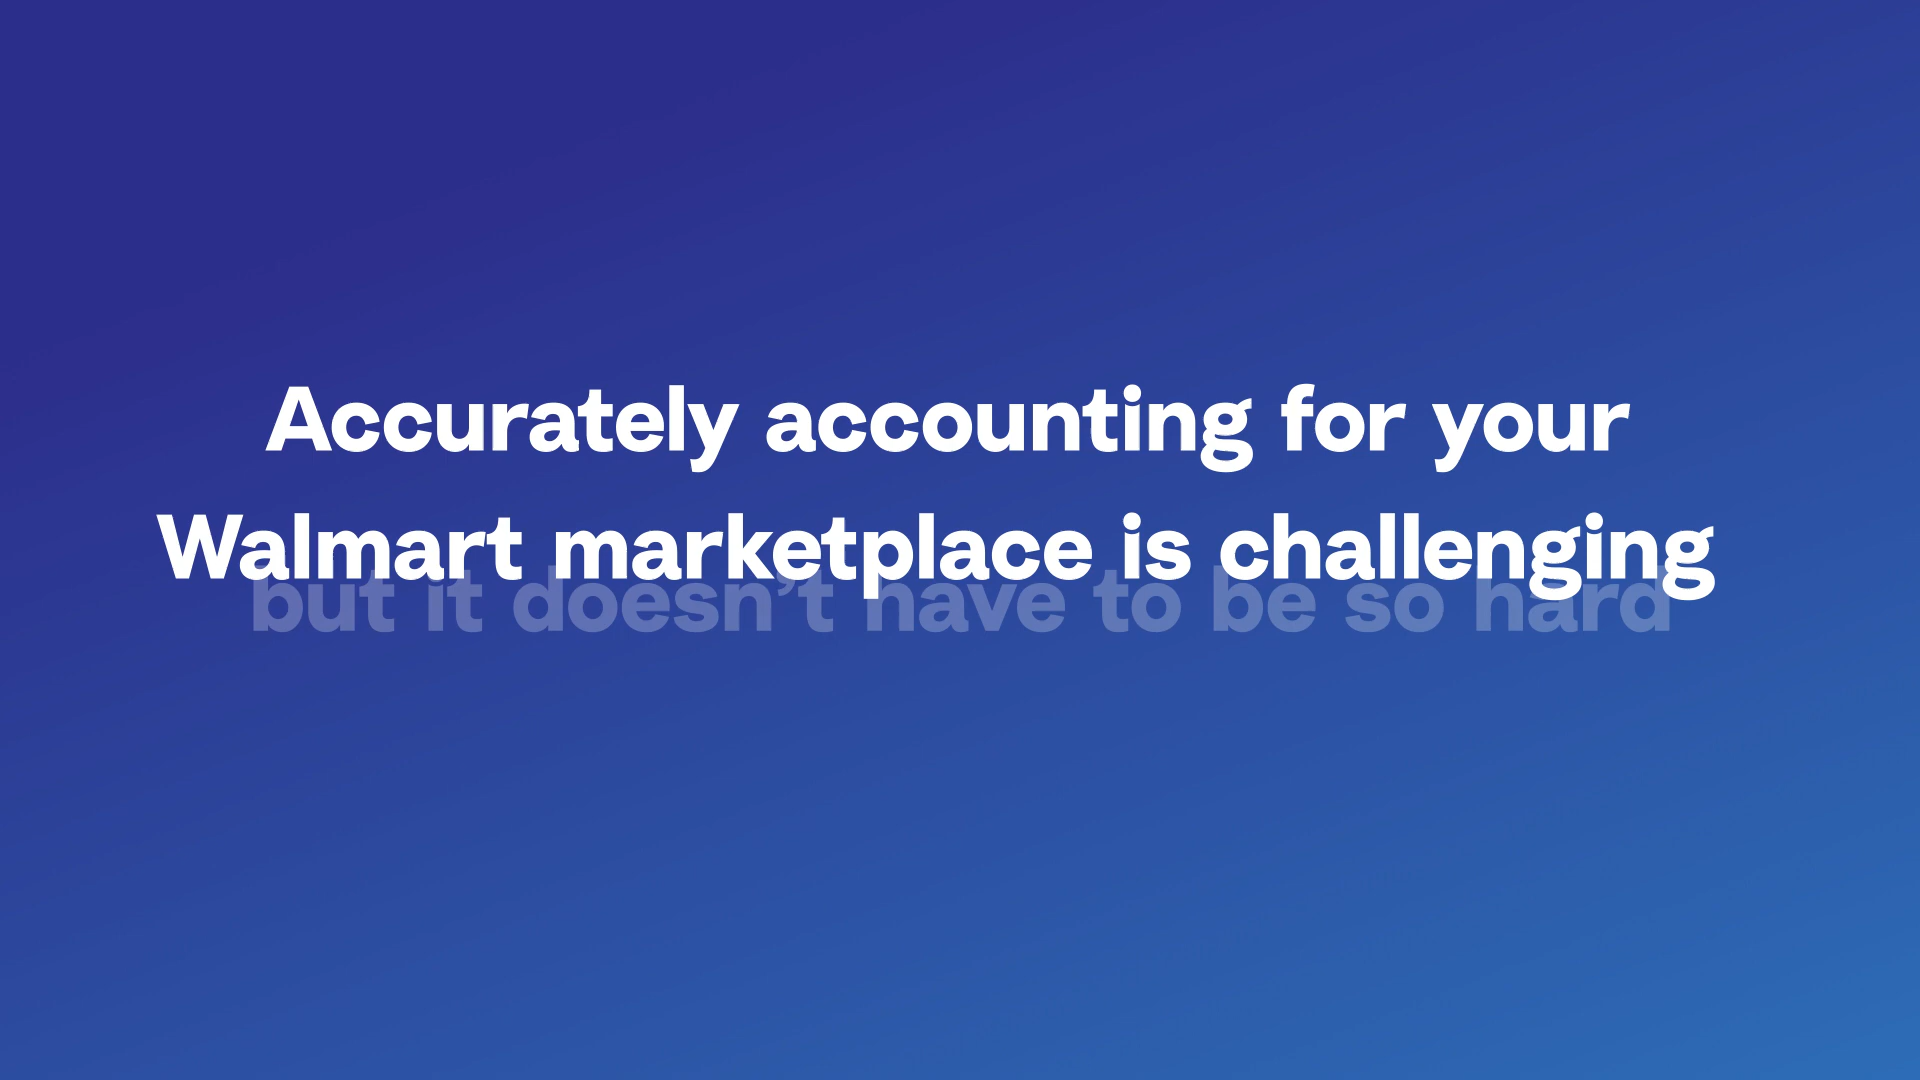 Accurately accounting for your
Walmart marketplace is challenging
but it doesn’t have to be so hard